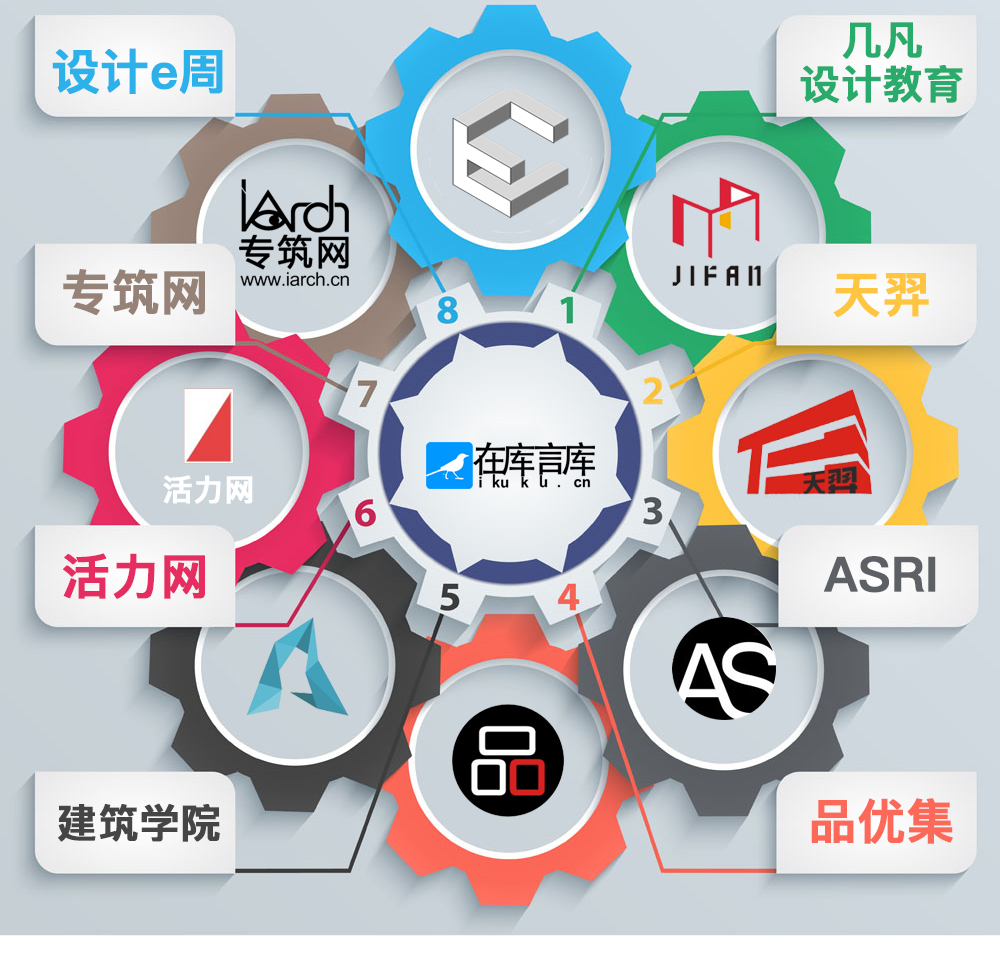 设计e周
几凡
设计教育
iarch
专筑网
www.iarch.cn
JIFAN
专筑网
天羿
8
1
7
2
活力网
在库言库
ikuku.cn
天羿
6
3
活力网
ASRI
5
4
AS
品
建筑学院
品优集